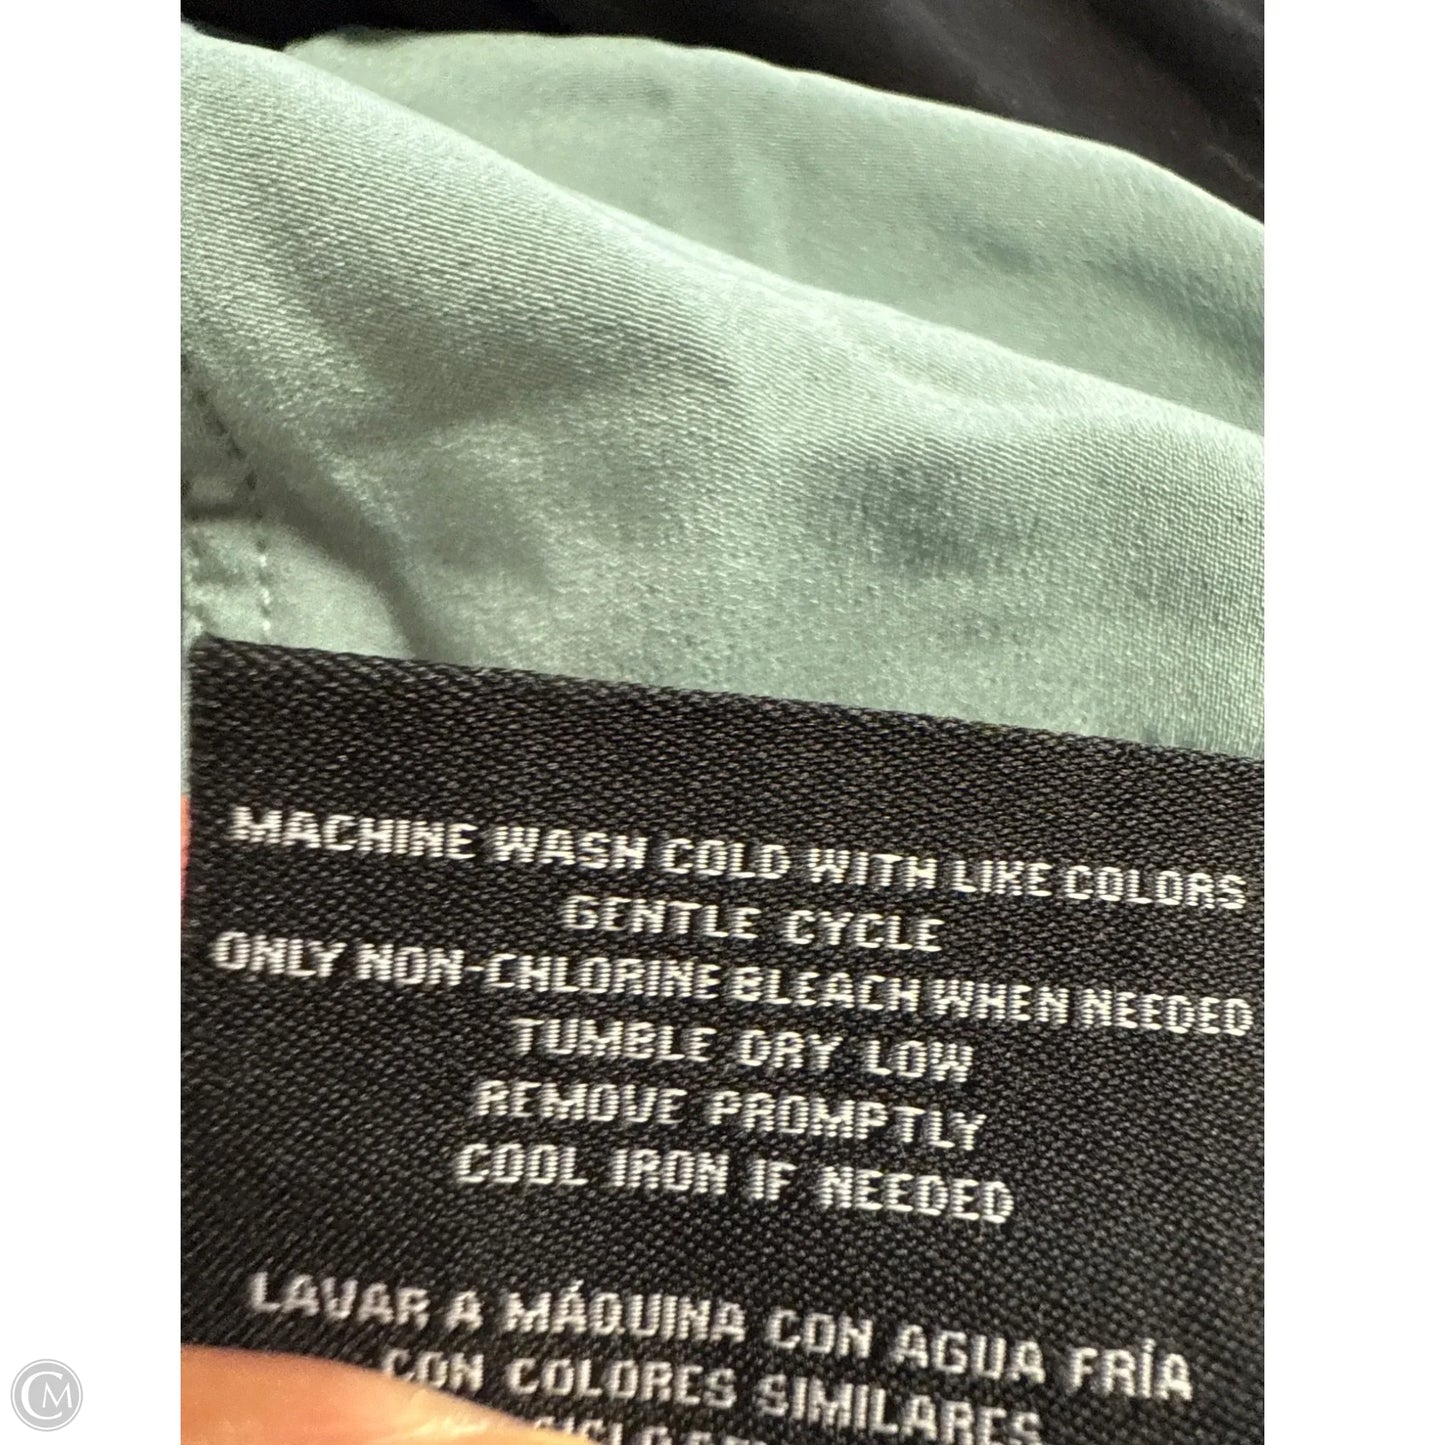 MACHINE WASH COLD WITH LIKE COLORS
GENTLE CYCLE
ONLY NON-CHLORINE BLEACH WHEN NEEDED
TUMBLE DRY LOW
REMOVE PROMPTLY
COOL IRON IF NEEDED
LAVAR A MÁQUINA CON AGUA FRÍA
CON COLORES SIMILARES
CM